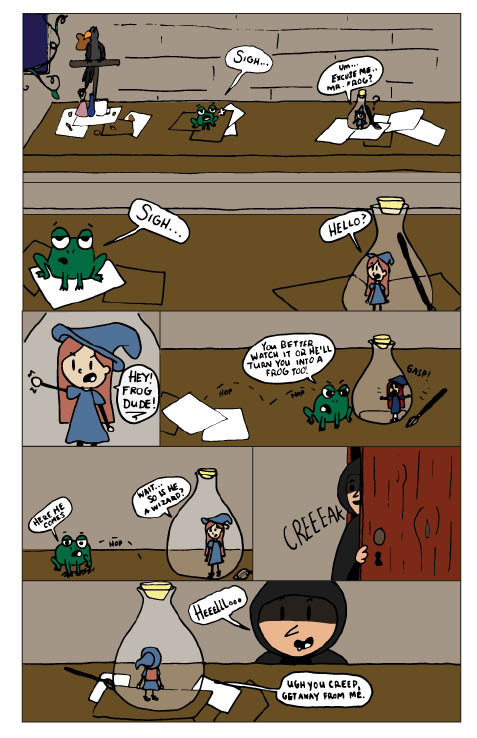 SIGH...
UM...
EXCUSE ME..
MR. FROG?
?
SIGH...
HELLO?
HEY!
FROG
DUDE!
YOU BETTER
WATCH IT OR HE'LL
TURN YOU INTO A
FROG TOO!
HOP
HOP
GASP!
HERE HE
COMES
HOP
WAIT...
SO IS HE
A WIZARD?
CREEEAK
HEEELLLOOO
UGH YOU CREEP,
GET AWAY FROM ME.